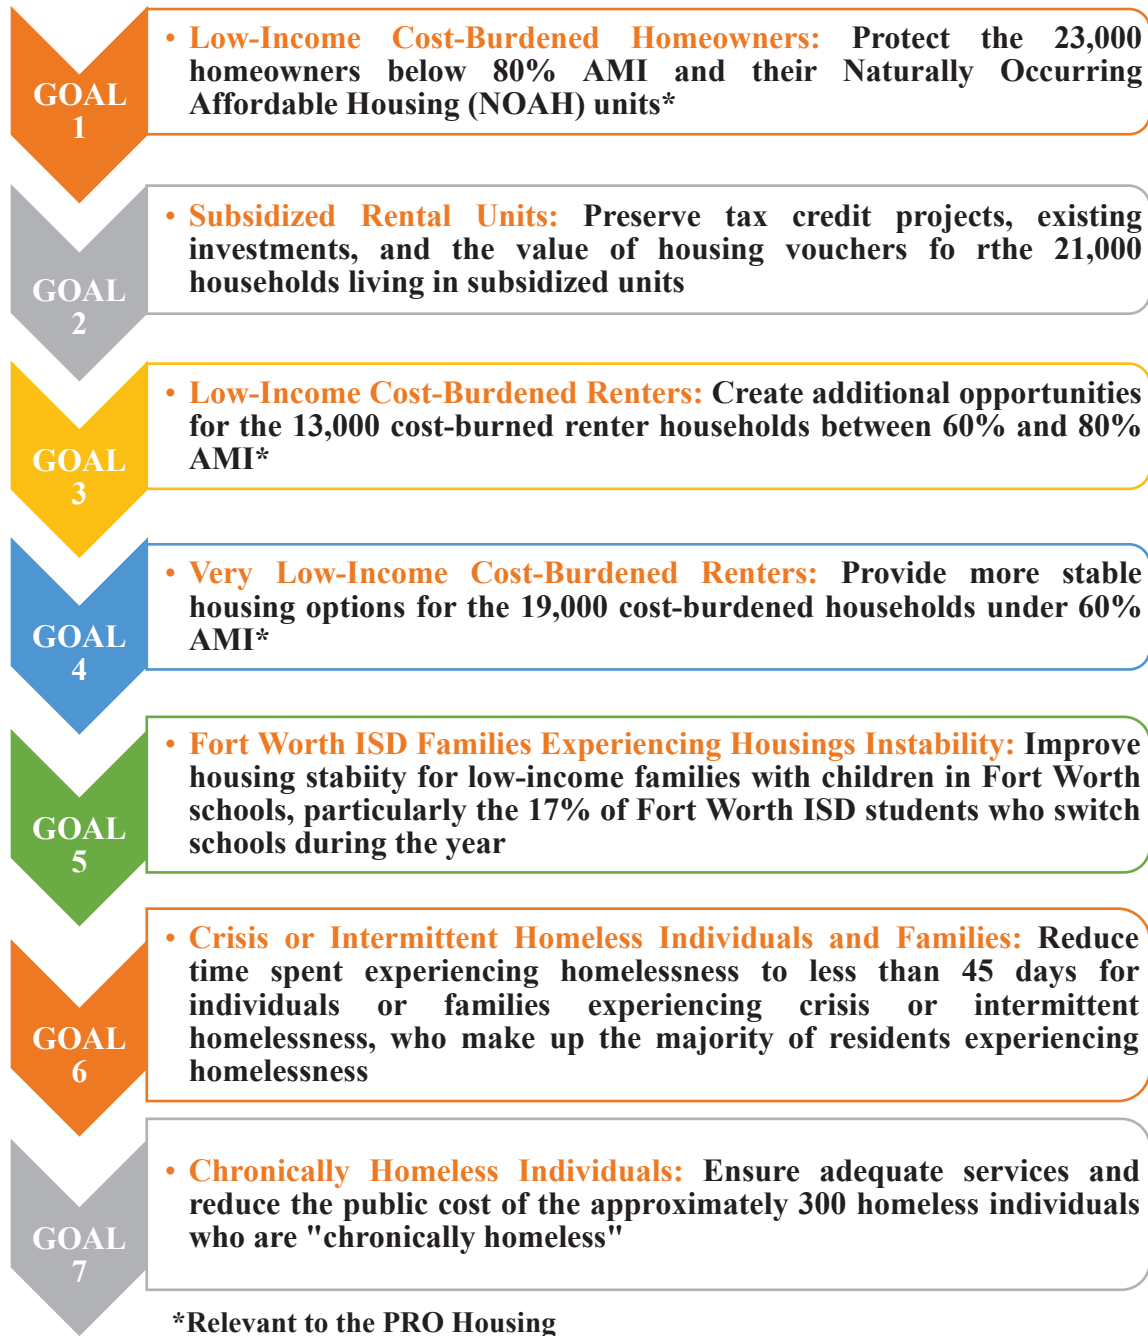 GOAL
1
• Low-Income Cost-Burdened Homeowners: Protect the 23,000
homeowners below 80% AMI and their Naturally Occurring
Affordable Housing (NOAH) units*
GOAL
2
• Subsidized Rental Units: Preserve tax credit projects, existing
investments, and the value of housing vouchers fo rthe 21,000
households living in subsidized units
GOAL
3
• Low-Income Cost-Burdened Renters: Create additional opportunities
for the 13,000 cost-burned renter households between 60% and 80%
AMI*
GOAL
4
• Very Low-Income Cost-Burdened Renters: Provide more stable
housing options for the 19,000 cost-burdened households under 60%
AMI*
GOAL
5
• Fort Worth ISD Families Experiencing Housings Instability: Improve
housing stabiity for low-income families with children in Fort Worth
schools, particularly the 17% of Fort Worth ISD students who switch
schools during the year
GOAL
6
• Crisis or Intermittent Homeless Individuals and Families: Reduce
time spent experiencing homelessness to less than 45 days for
individuals or families experiencing crisis or intermittent
homelessness, who make up the majority of residents experiencing
homelessness
GOAL
7
• Chronically Homeless Individuals: Ensure adequate services and
reduce the public cost of the approximately 300 homeless individuals
who are "chronically homeless"
*Relevant to the PRO Housing